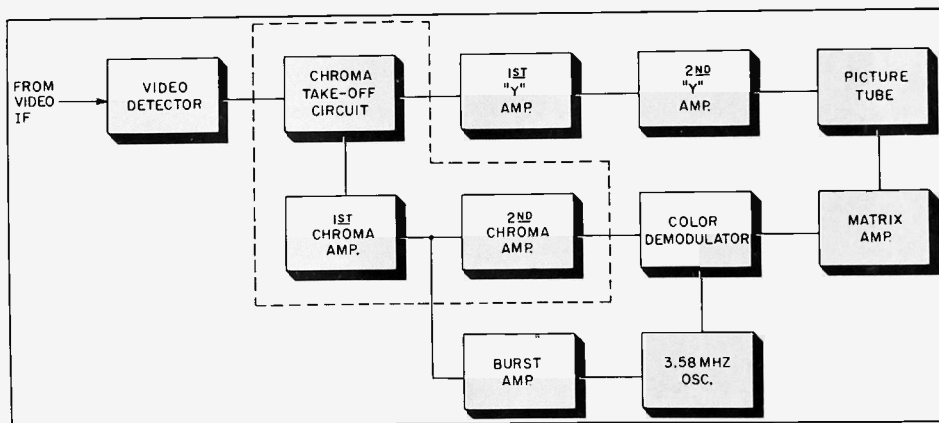 FROM
VIDEO
IF
VIDEO
DETECTOR
CHROMA
TAKE-OFF
CIRCUIT
1ST
"Y"
AMP.
2ND
"Y"
AMP.
PICTURE
TUBE
1ST
CHROMA AMP.
2ND
CHROMA AMP.
COLOR
DEMODULATOR
MATRIX
AMP.
BURST
AMP.
3.58 MHZ
OSC.